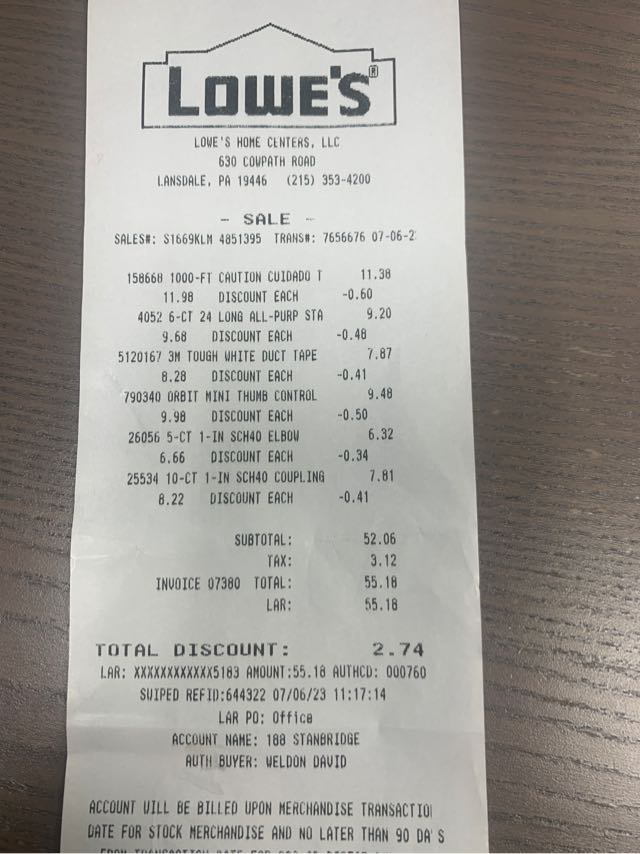 LOWE'S®
LOWE'S HOME CENTERS, LLC
630 COWPATH ROAD
LANSDALE, PA 19446 (215) 353-4200
- SALE -
SALES#: S1669KLM 4851395 TRANS#: 7656676 07-06-2
158668 1000-FT CAUTION CUIDADO T 11.38
11.98 DISCOUNT EACH -0.60
4052 6-CT 24 LONG ALL-PURP STA 9.20
9.68 DISCOUNT EACH -0.48
5120167 3M TOUGH WHITE DUCT TAPE 7.87
8.28 DISCOUNT EACH -0.41
790340 ORBIT MINI THUMB CONTROL 9.48
9.98 DISCOUNT EACH -0.50
26056 5-CT 1-IN SCH40 ELBOW 6.32
6.66 DISCOUNT EACH -0.34
25534 10-CT 1-IN SCH40 COUPLING 7.81
8.22 DISCOUNT EACH -0.41
SUBTOTAL: 52.06
TAX: 3.12
INVOICE 07380 TOTAL: 55.18
LAR: 55.18
TOTAL DISCOUNT: 2.74
LAR: XXXXXXXXXXXX5183 AMOUNT:55.18 AUTHCD: 000760
SWIPED REFID:644322 07/06/23 11:17:14
LAR PO: Office
ACCOUNT NAME: 188 STANBRIDGE
AUTH BUYER: WELDON DAVID
ACCOUNT WILL BE BILLED UPON MERCHANDISE TRANSACTIO
DATE FOR STOCK MERCHANDISE AND NO LATER THAN 90 DA S